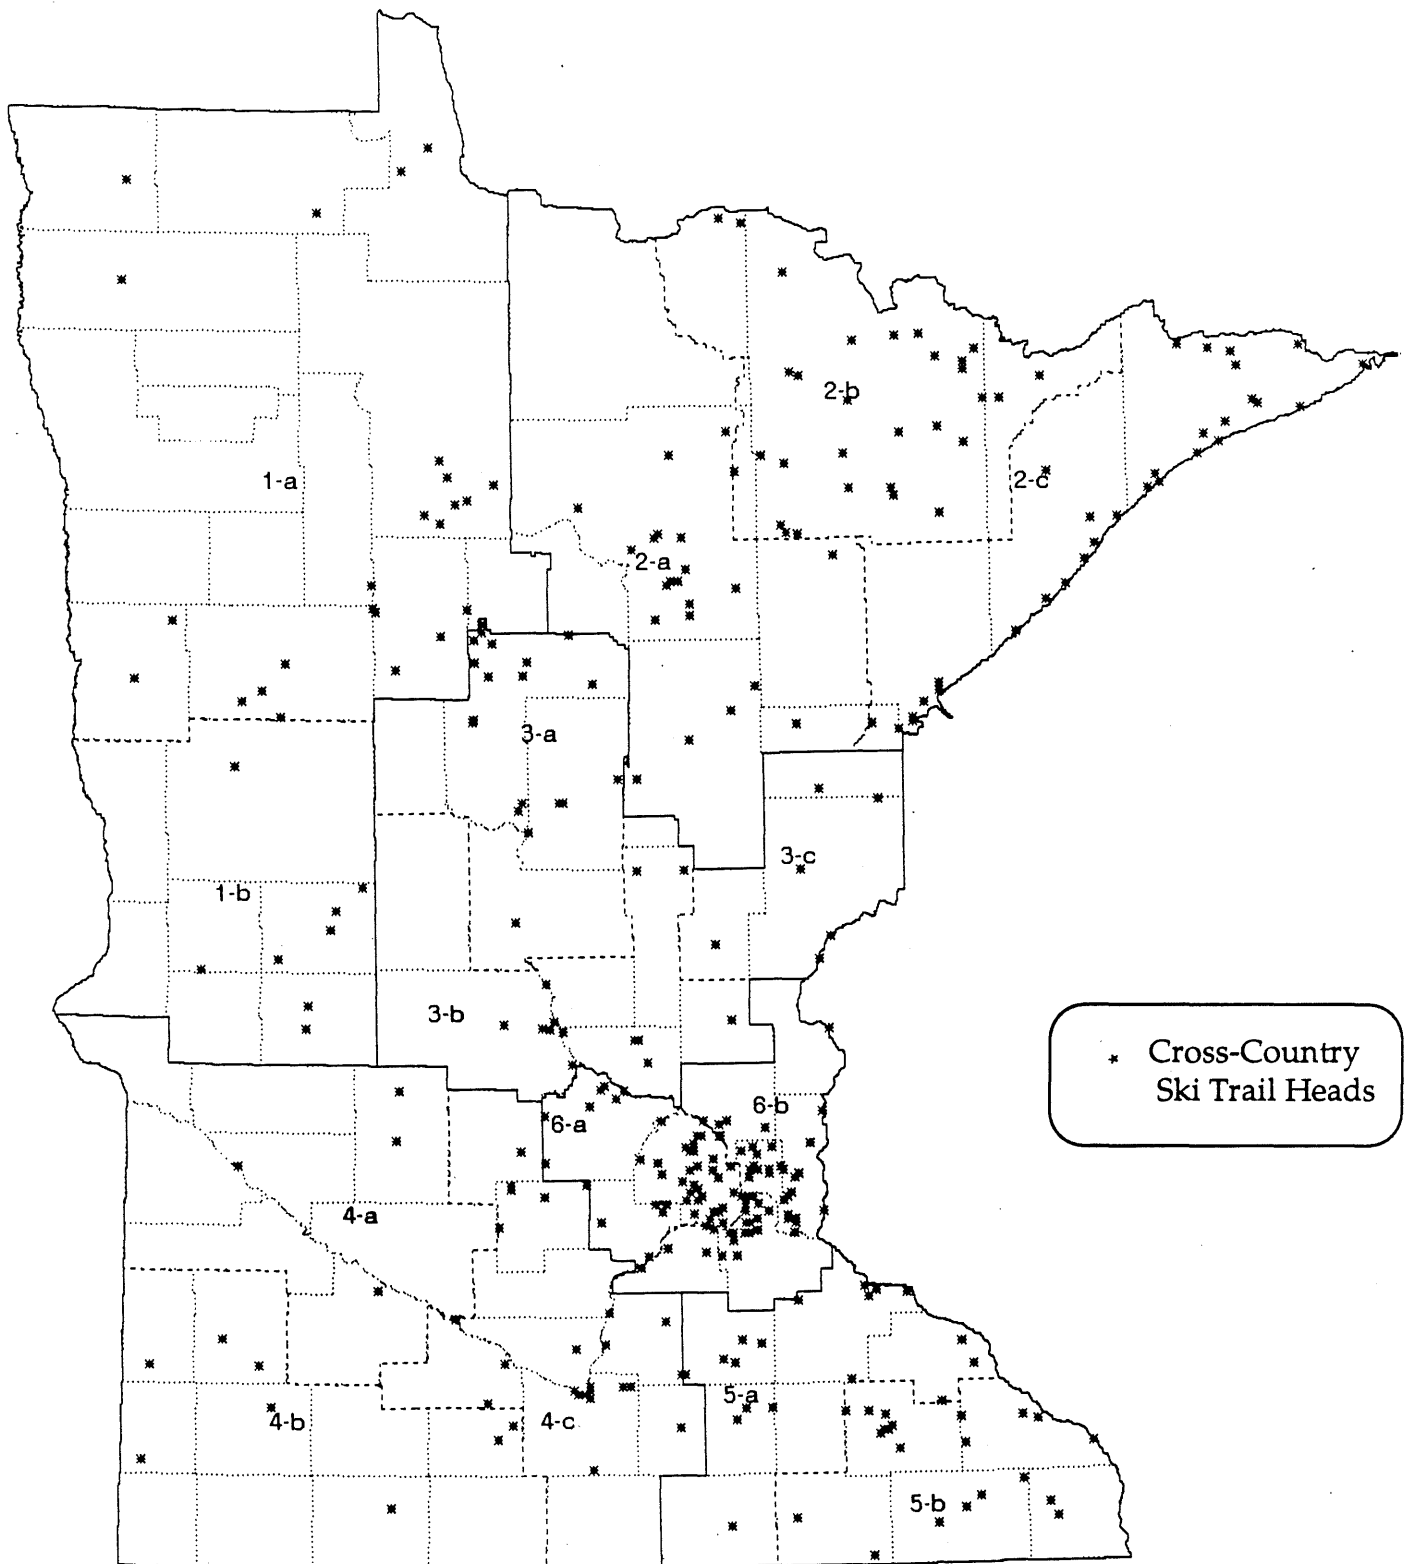 1-a
2-b
2-c
2-a
3-a
3-c
1-b
3-b
Cross-Country
Ski Trail Heads
6-b
6-a
4-a
5-a
4-b
4-c
5-b